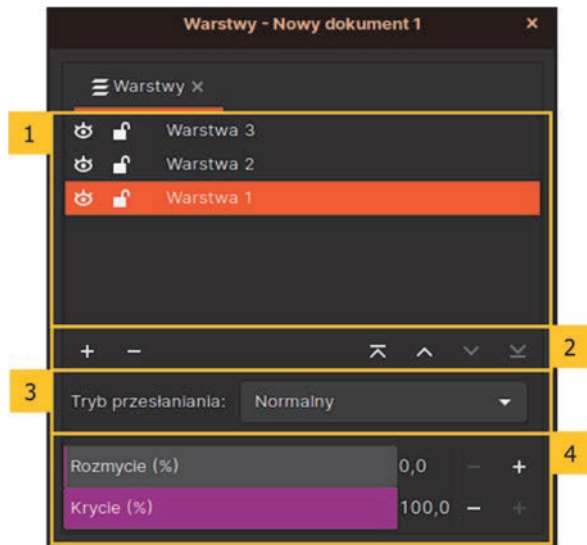 Warstwy - Nowy dokument 1 ×
Warstwy ×
1
Warstwa 3
Warstwa 2
Warstwa 1
+ −
2
3
Tryb przesłaniania: Normalny
4
Rozmycie (%) 0,0 − +
Krycie (%) 100,0 − +